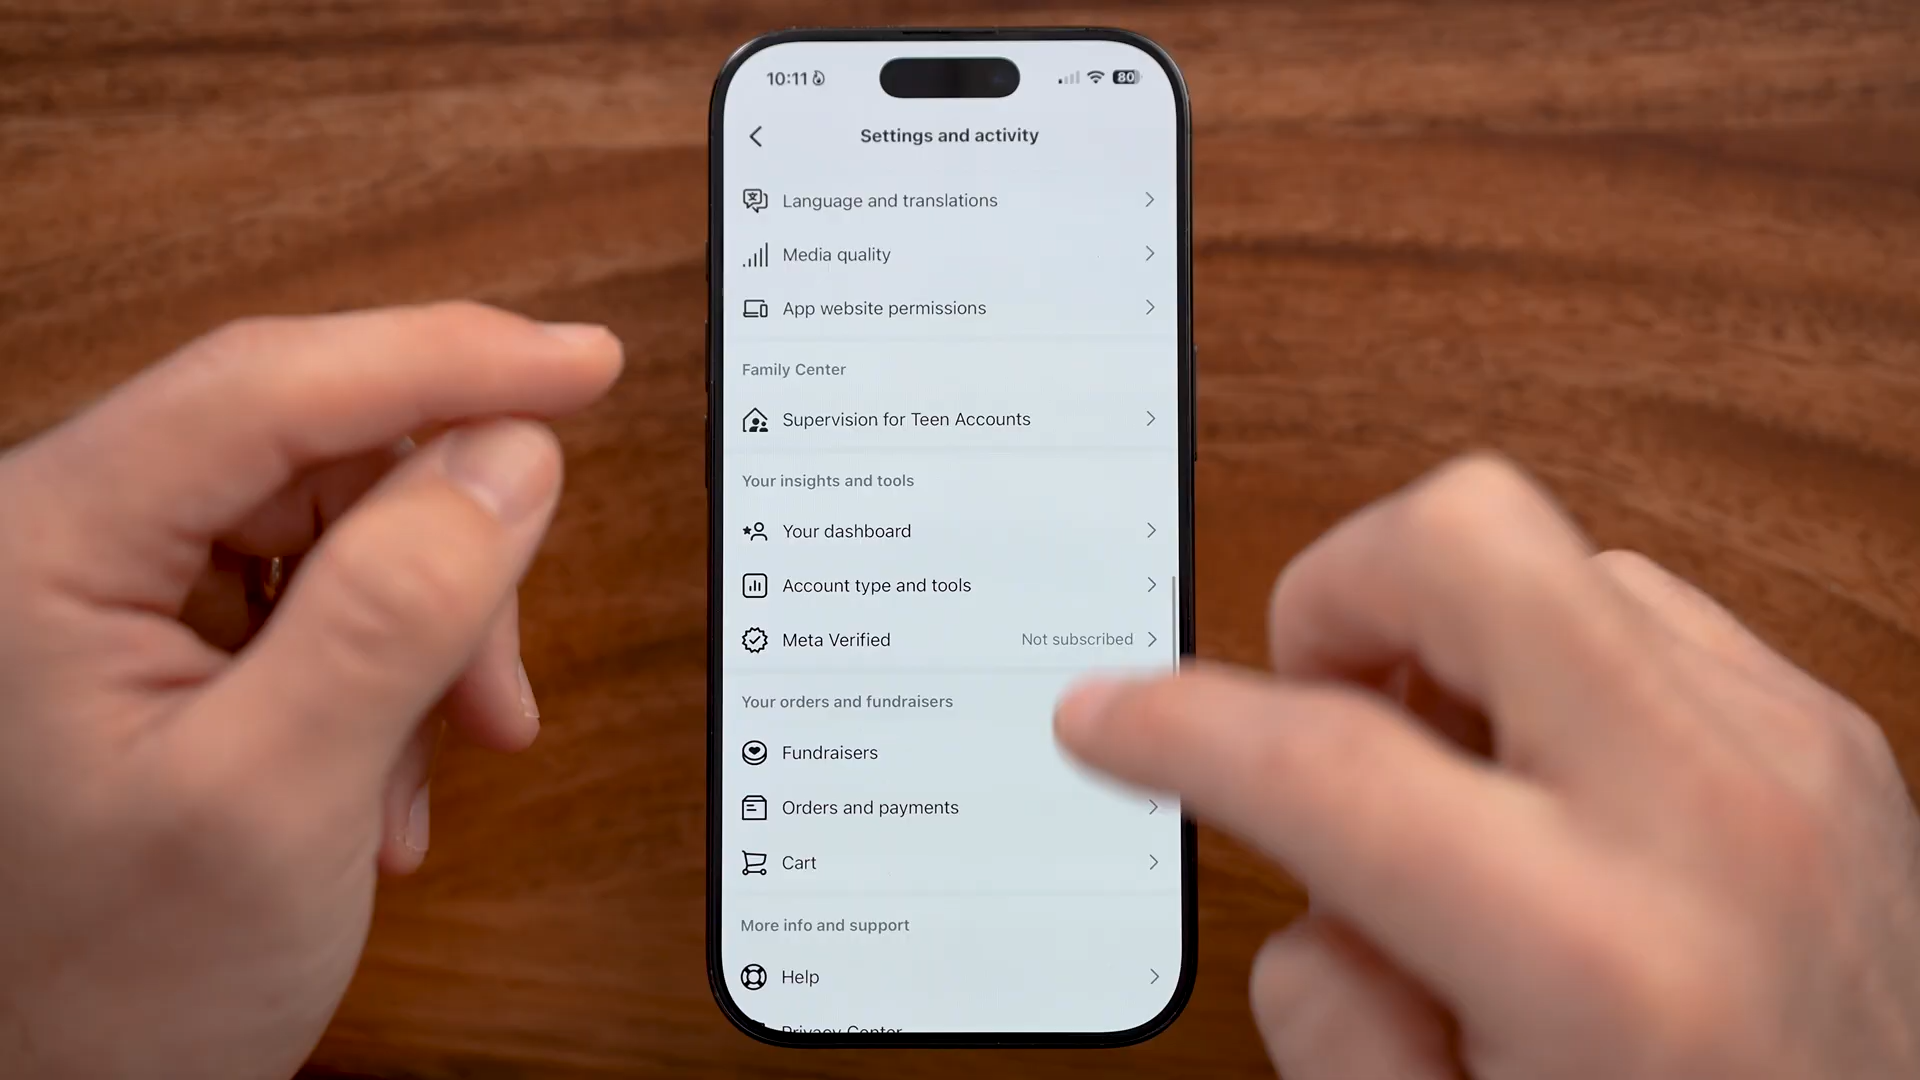 10:11
80
Settings and activity
Language and translations
Media quality
App website permissions
Family Center
Supervision for Teen Accounts
Your insights and tools
Your dashboard
Account type and tools
Meta Verified Not subscribed
Your orders and fundraisers
Fundraisers
Orders and payments
Cart
More info and support
Help
Privacy Center